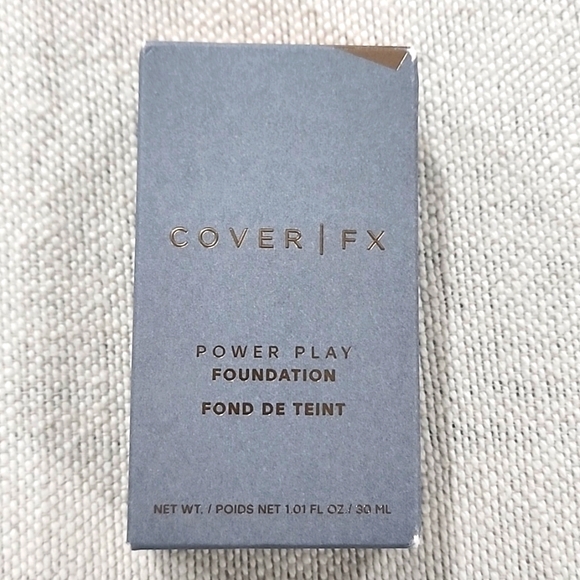 COVER | FX
POWER PLAY
FOUNDATION
FOND DE TEINT
NET WT. / POIDS NET 1.01 FL OZ./ 30 ML